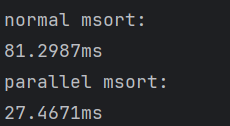 normal msort:
81.2987ms
parallel msort:
27.4671ms